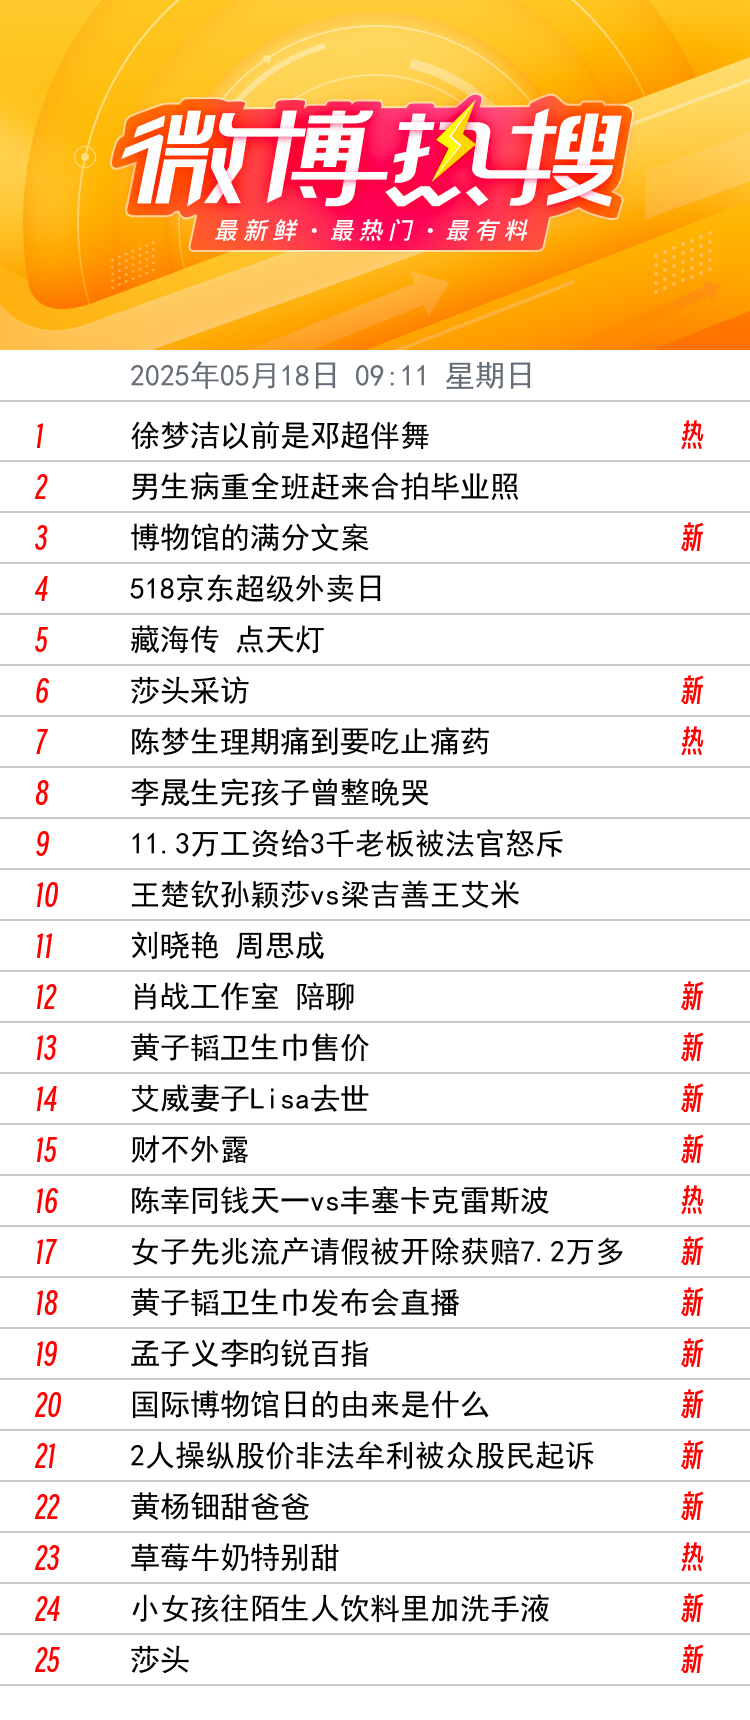 微博热搜
最新鲜·最热门·最有料
2025年05月18日 09:11 星期日
1 徐梦洁以前是邓超伴舞 热
2 男生病重全班赶来合拍毕业照
3 博物馆的满分文案 新
4 518京东超级外卖日
5 藏海传 点天灯
6 莎头采访 新
7 陈梦生理期痛到要吃止痛药 热
8 李晟生完孩子曾整晚哭
9 11.3万工资给3千老板被法官怒斥
10 王楚钦孙颖莎vs梁吉善王艾米
11 刘晓艳 周思成
12 肖战工作室 陪聊 新
13 黄子韬卫生巾售价 新
14 艾威妻子Lisa去世 新
15 财不外露 新
16 陈幸同钱天一vs丰塞卡克雷斯波 热
17 女子先兆流产请假被开除获赔7.2万多 新
18 黄子韬卫生巾发布会直播 新
19 孟子义李昀锐百指 新
20 国际博物馆日的由来是什么 新
21 2人操纵股价非法牟利被众股民起诉 新
22 黄杨钿甜爸爸 新
23 草莓牛奶特别甜 热
24 小女孩往陌生人饮料里加洗手液 新
25 莎头 新